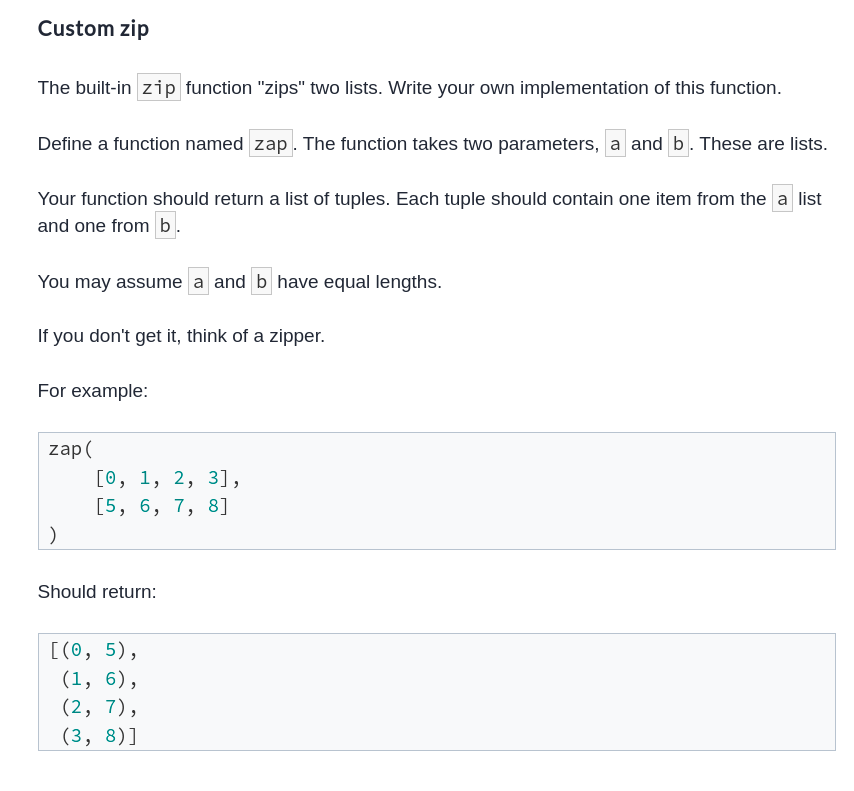 Custom zip
The built-in zip function "zips" two lists. Write your own implementation of this function.
Define a function named zap. The function takes two parameters, a and b. These are lists.
Your function should return a list of tuples. Each tuple should contain one item from the a list
and one from b.
You may assume a and b have equal lengths.
If you don't get it, think of a zipper.
For example:
zap(
    [0, 1, 2, 3],
    [5, 6, 7, 8]
)
Should return:
[(0, 5),
 (1, 6),
 (2, 7),
 (3, 8)]